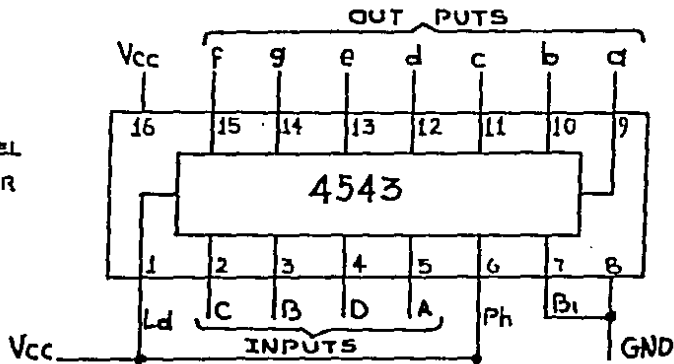 OUT PUTS
Vcc f g e d c b a
16 15 14 13 12 11 10 9
EL
R
4543
1 2 3 4 5 6 7 8
Ld C B D A Ph BI
INPUTS
Vcc GND